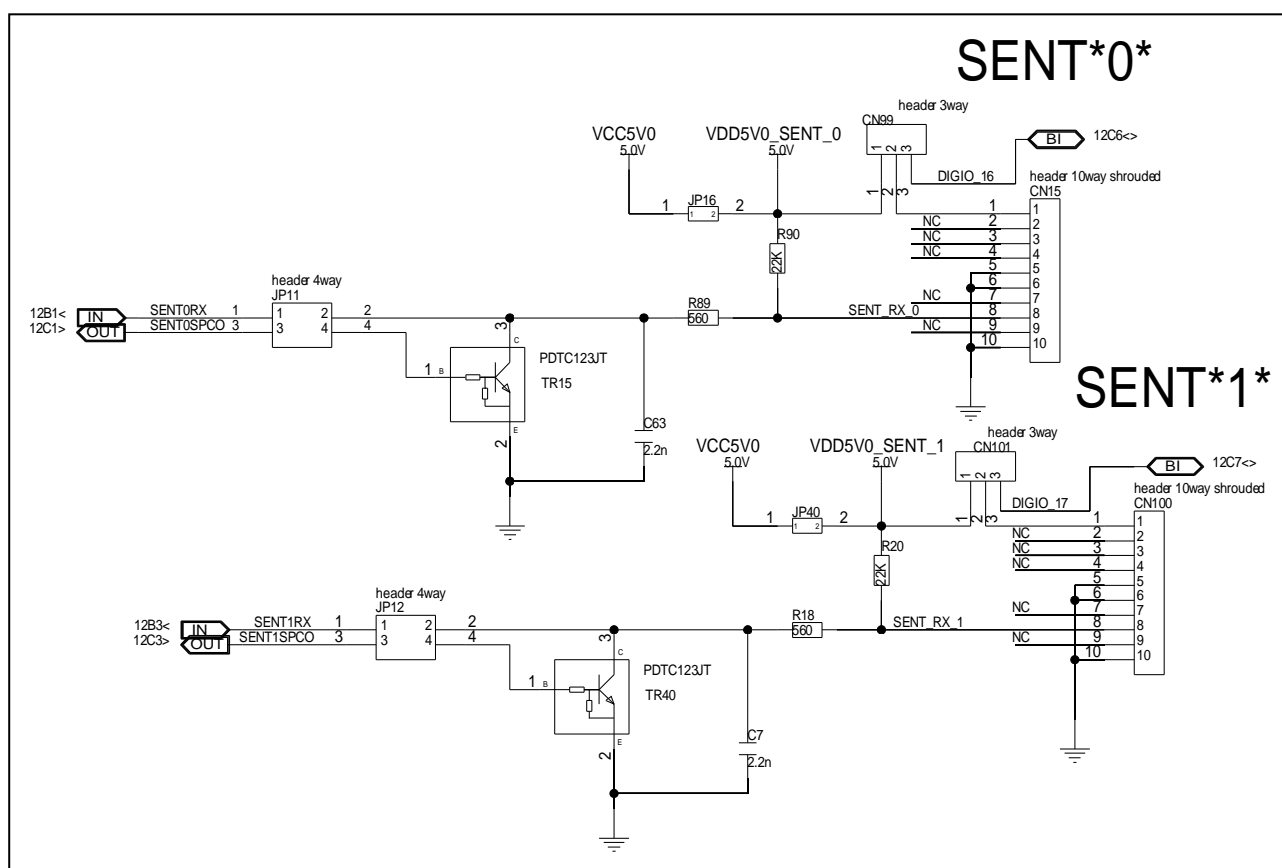 SENT*0*
header 3way
CN99
1 2 3
BI
12C6<>
VCC5V0
5.0V
VDD5V0_SENT_0
5.0V
DIGIO_16
header 10way shrouded
CN15
1 JP16 2
1 2
1 2 3
1 1
NC 2 2
NC 3 3
NC 4 4
5 5
6 6
NC 7 7
SENT_RX_0 8 8
NC 9 9
10 10
R90
22K
header 4way
JP11
12B1< IN SENT0RX 1 1 2 2
12C1> OUT SENT0SPCO 3 3 4 4
R89
560
3
C
1 B
PDTC123JT
TR15
E
2
C63
2.2n
SENT*1*
header 3way
CN101
1 2 3
BI
12C7<>
VCC5V0
5.0V
VDD5V0_SENT_1
5.0V
DIGIO_17
header 10way shrouded
CN100
1 JP40 2
1 2
1 2 3
1 1
NC 2 2
NC 3 3
NC 4 4
5 5
6 6
NC 7 7
SENT_RX_1 8 8
NC 9 9
10 10
R20
22K
header 4way
JP12
12B3< IN SENT1RX 1 1 2 2
12C3> OUT SENT1SPCO 3 3 4 4
R18
560
3
C
1 B
PDTC123JT
TR40
E
2
C7
2.2n